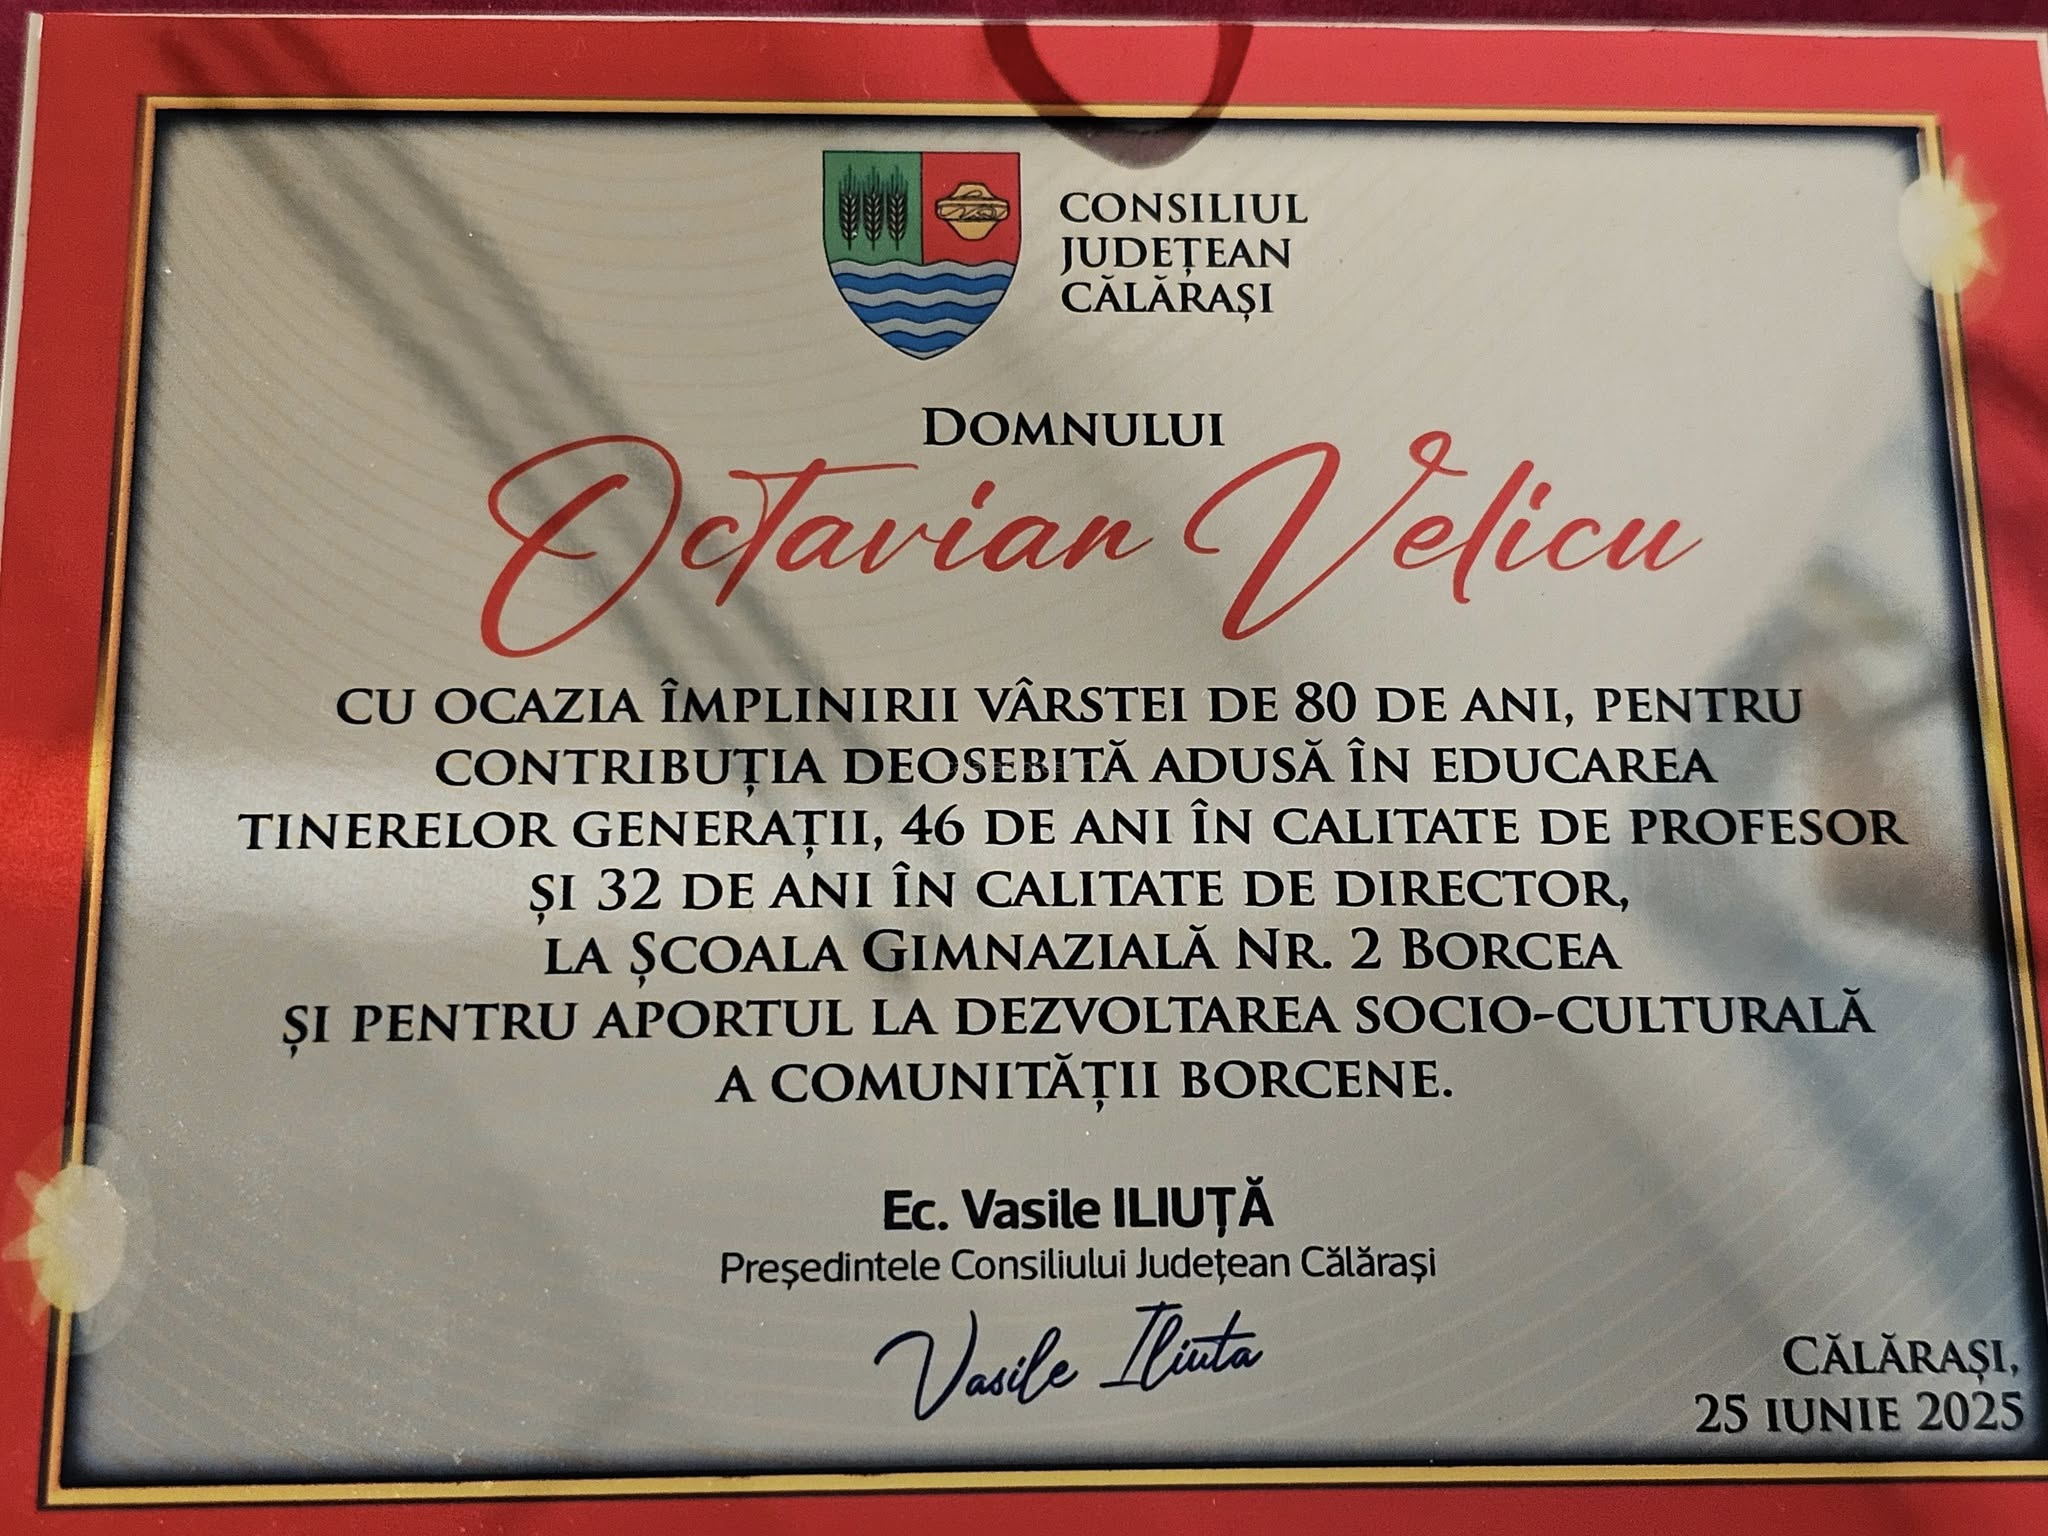 CONSILIUL
JUDEȚEAN
CĂLĂRAȘI
DOMNULUI
Octavian Velicu
CU OCAZIA ÎMPLINIRII VÂRSTEI DE 80 DE ANI, PENTRU
CONTRIBUȚIA DEOSEBITĂ ADUSĂ ÎN EDUCAREA
TINERELOR GENERAȚII, 46 DE ANI ÎN CALITATE DE PROFESOR
ȘI 32 DE ANI ÎN CALITATE DE DIRECTOR,
LA ȘCOALA GIMNAZIALĂ NR. 2 BORCEA
ȘI PENTRU APORTUL LA DEZVOLTAREA SOCIO-CULTURALĂ
A COMUNITĂȚII BORCENE.
Ec. Vasile ILIUȚĂ
Președintele Consiliului Județean Călărași
Vasile Iliuta
CĂLĂRAȘI,
25 IUNIE 2025